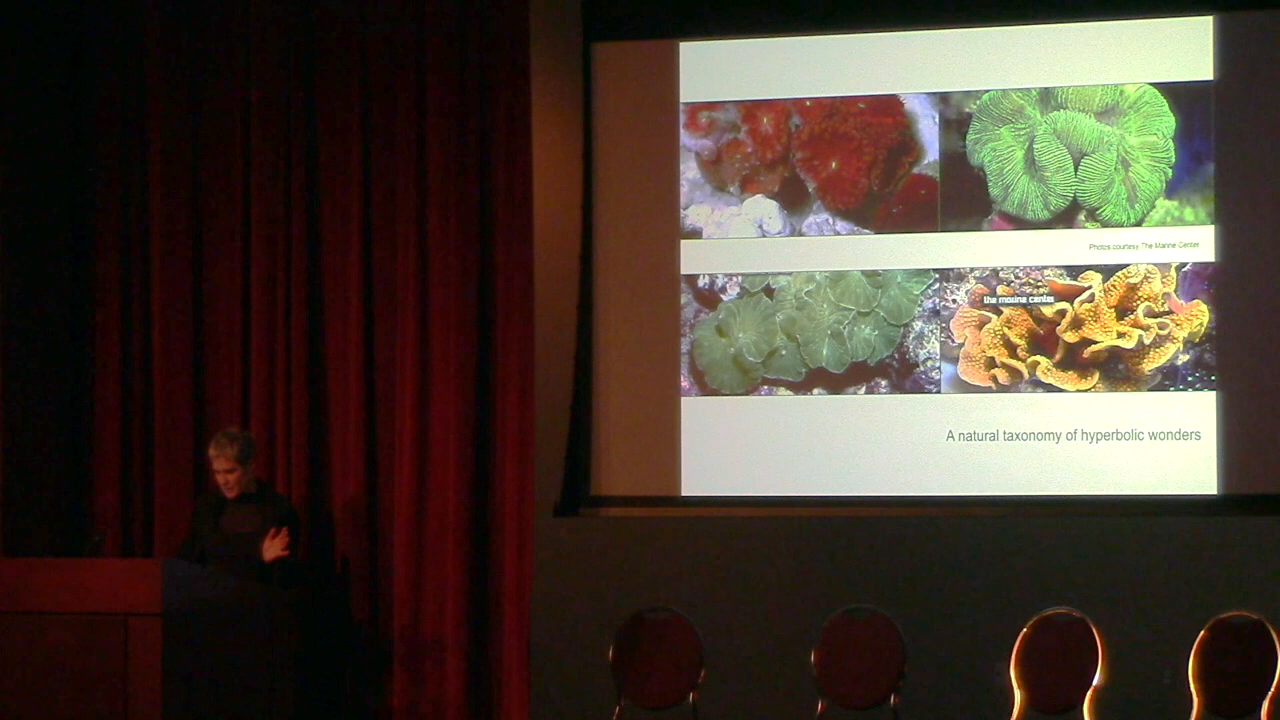 Photos courtesy The Marine Center
the marine center
A natural taxonomy of hyperbolic wonders